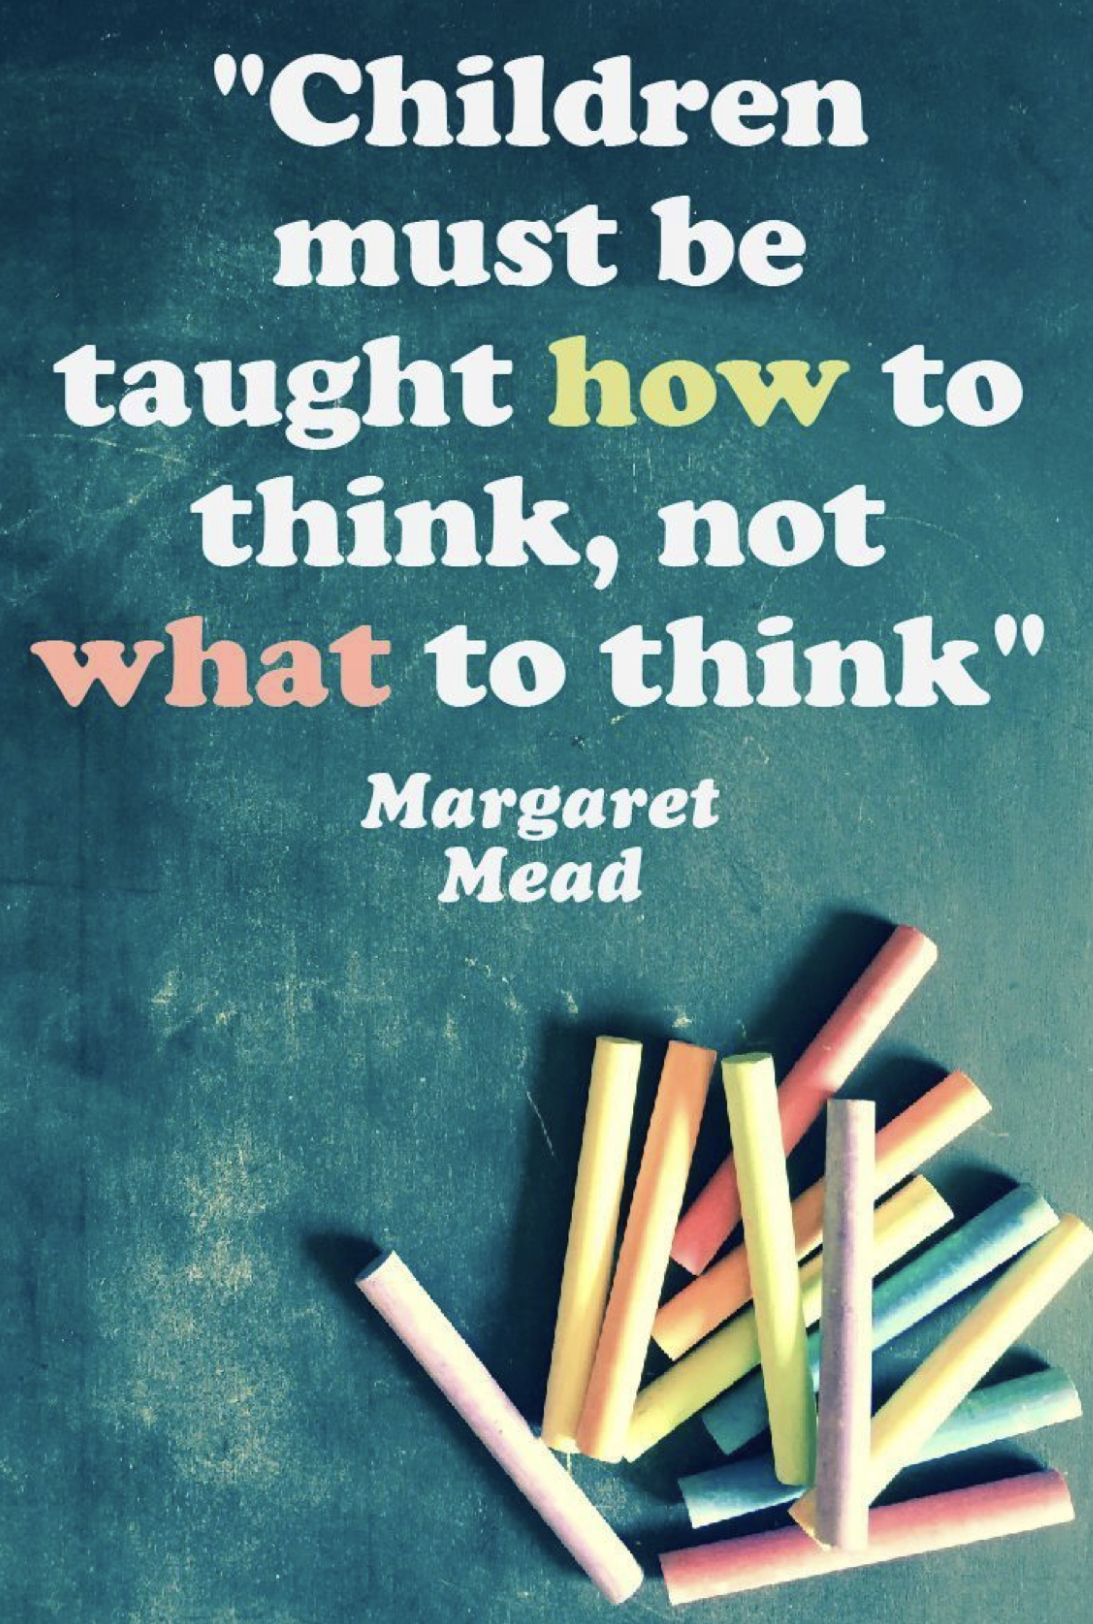 "Children
must be
taught how to
think, not
what to think"
Margaret
Mead